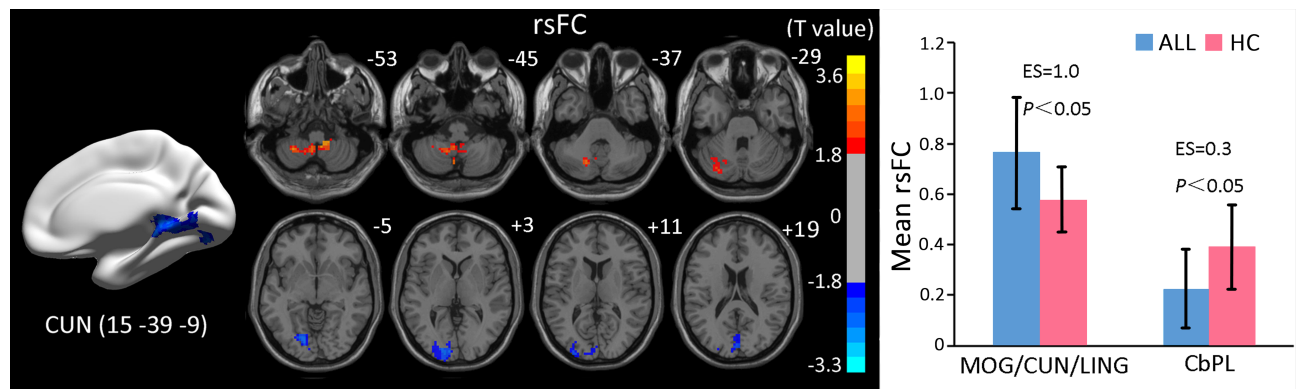 rsFC
(T value)
-53
-45
-37
-29
3.6
1.8
0
-1.8
-3.3
-5
+3
+11
+19
CUN (15 -39 -9)
ALL
HC
1.2
1.0
0.8
0.6
0.4
0.2
0
Mean rsFC
ES=1.0
P<0.05
ES=0.3
P<0.05
MOG/CUN/LING
CbPL